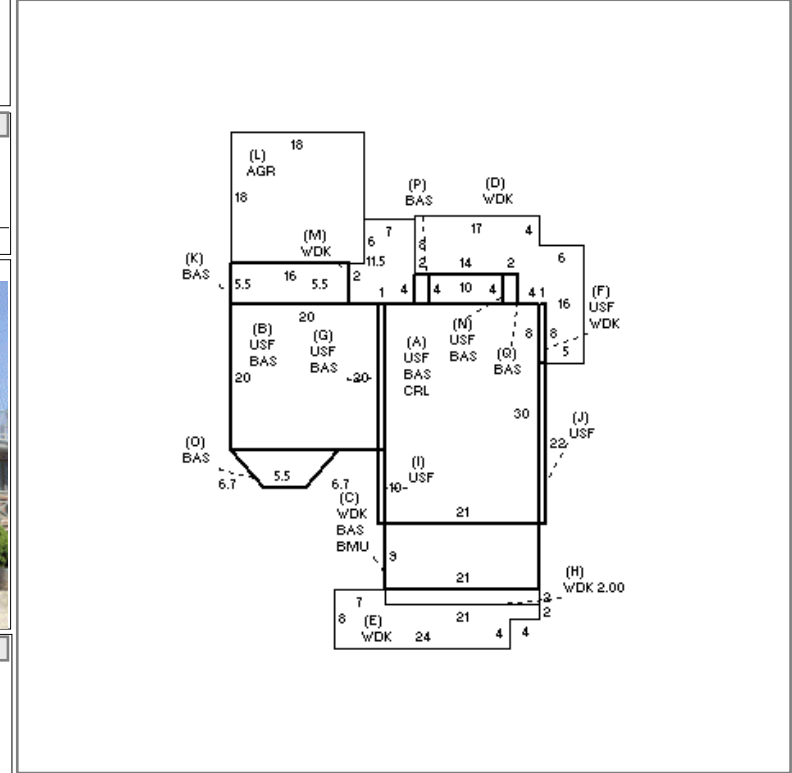 18
(L)
AGR
18
(P)
BAS
(D)
WDK
7
17
4
(M)
WDK
6
8
11.5
2
14
2
6
(K)
BAS
16
5.5
5.5
2
1
4
4
10
4
4
1
16
(F)
USF
WDK
20
(B)
USF
BAS
(G)
USF
BAS
(A)
USF
BAS
CRL
(N)
USF
BAS
(Q)
BAS
8
8
5
20
20
30
(J)
USF
22
(O)
BAS
5.5
6.7
6.7
(I)
USF
10
(C)
WDK
BAS
BMU
21
9
21
(H)
WDK 2.00
7
8
(E)
WDK
24
21
4
4
2
2